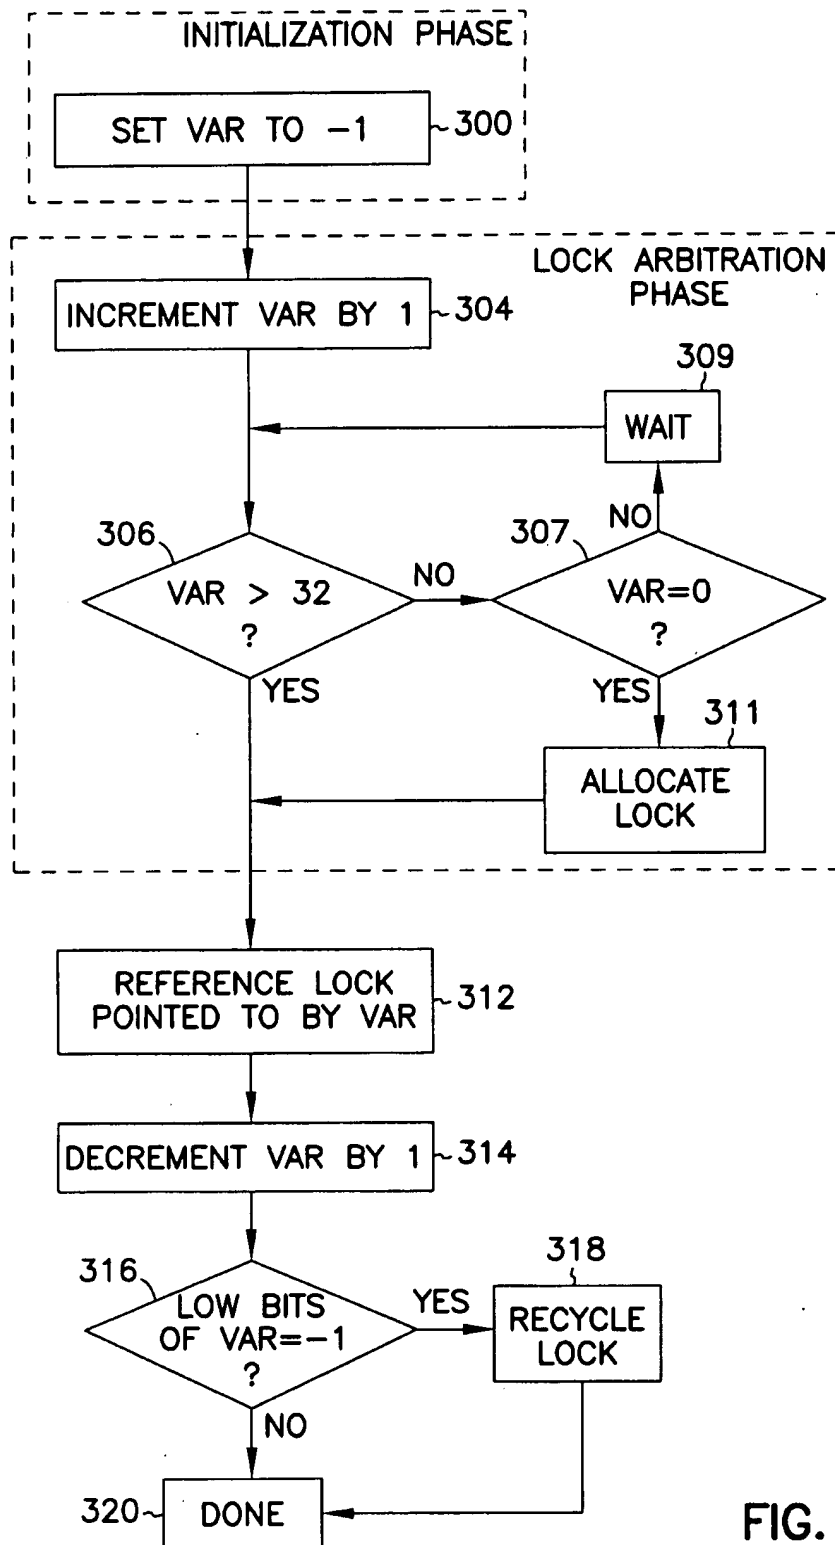 INITIALIZATION PHASE
SET VAR TO -1
300
LOCK ARBITRATION
PHASE
INCREMENT VAR BY 1
304
309
WAIT
NO
306
307
VAR > 32
?
NO
VAR=0
?
YES
YES
311
ALLOCATE
LOCK
REFERENCE LOCK
POINTED TO BY VAR
312
DECREMENT VAR BY 1
314
316
LOW BITS
OF VAR=-1
?
YES
318
RECYCLE
LOCK
NO
320
DONE
FIG.